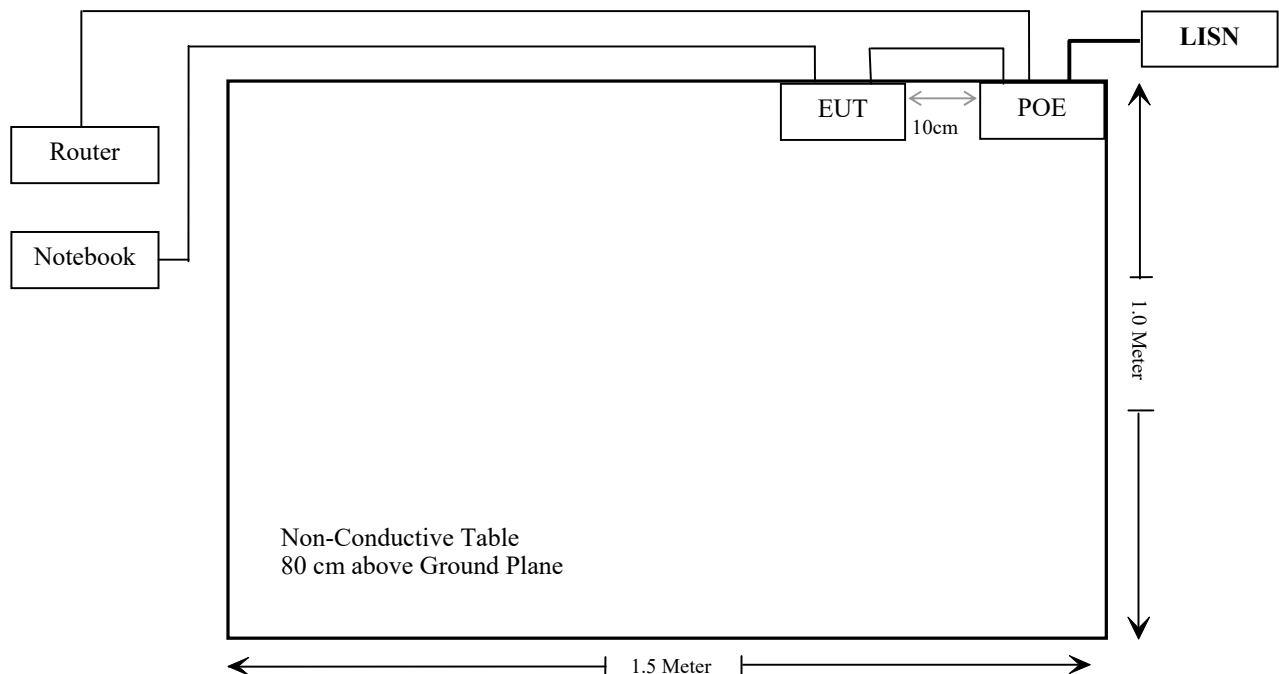 LISN
EUT
POE
10cm
Router
Notebook
1.0 Meter
Non-Conductive Table
80 cm above Ground Plane
1.5 Meter